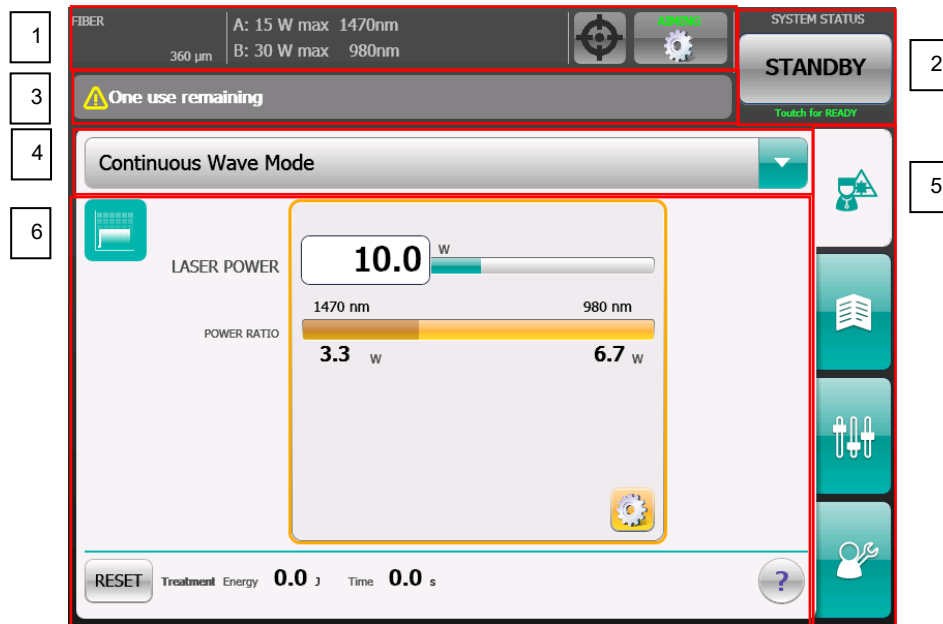 1
FIBER
360 µm
A: 15 W max 1470nm
B: 30 W max 980nm
AIMING
SYSTEM STATUS
STANDBY
Toutch for READY
2
3
One use remaining
4
Continuous Wave Mode
5
6
LASER POWER
10.0 W
1470 nm 980 nm
POWER RATIO
3.3 W 6.7 W
RESET Treatment Energy 0.0 J Time 0.0 s ?